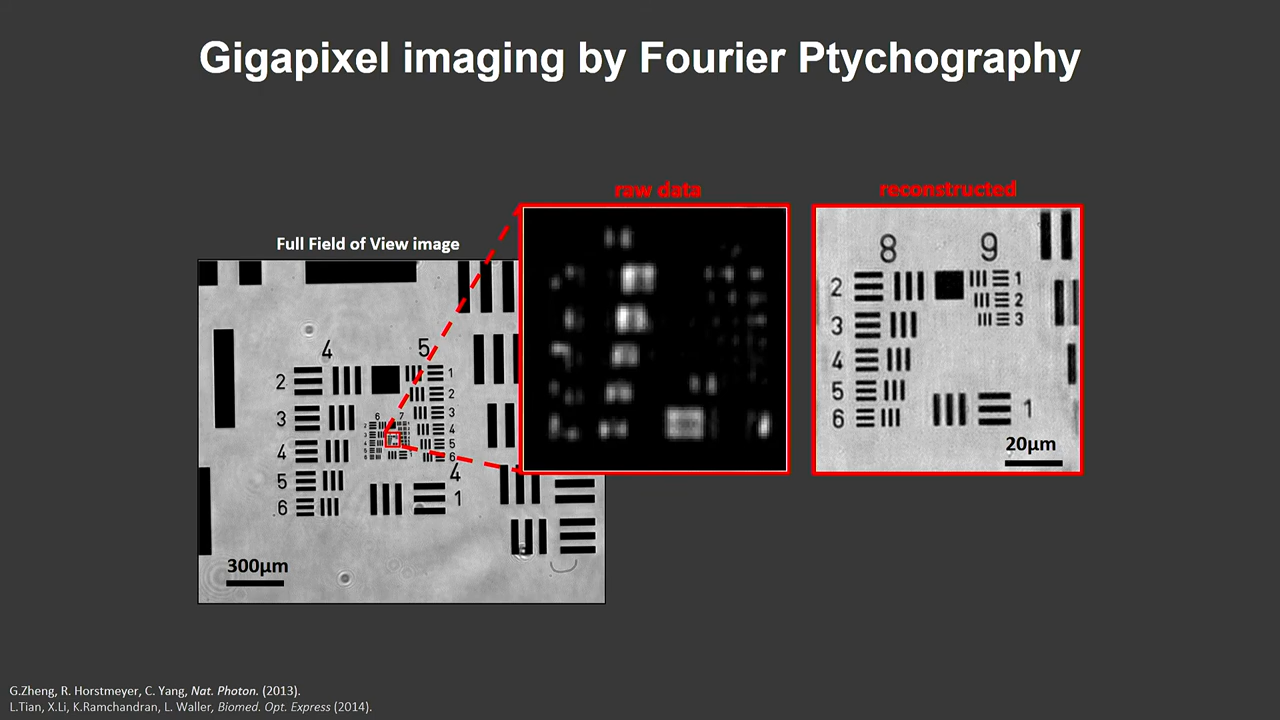 Gigapixel imaging by Fourier Ptychography
raw data
reconstructed
Full Field of View image
4 5
2 1
2
3 3
4 4
5 5
6 6
6 7
4
1
300µm
8 9
2 1
2
3 3
4
5
6 1
20µm
G.Zheng, R. Horstmeyer, C. Yang, Nat. Photon. (2013).
L.Tian, X.Li, K.Ramchandran, L. Waller, Biomed. Opt. Express (2014).